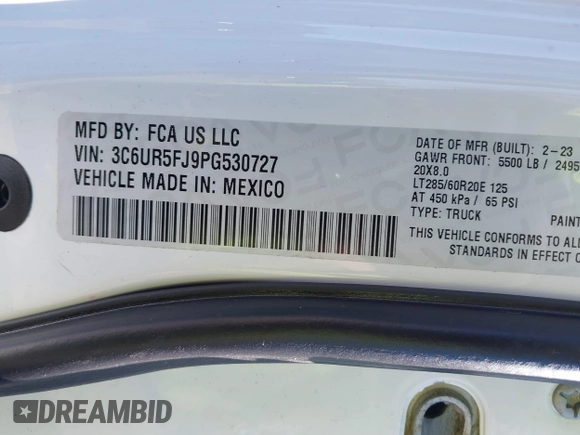 MFD BY: FCA US LLC
VIN: 3C6UR5FJ9PG530727
VEHICLE MADE IN: MEXICO
DATE OF MFR (BUILT): 2-23
GAWR FRONT: 5500 LB / 2495
20X8.0
LT285/60R20E 125
AT 450 kPa / 65 PSI
TYPE: TRUCK PAINT
THIS VEHICLE CONFORMS TO AL
STANDARDS IN EFFECT O
DREAMBID